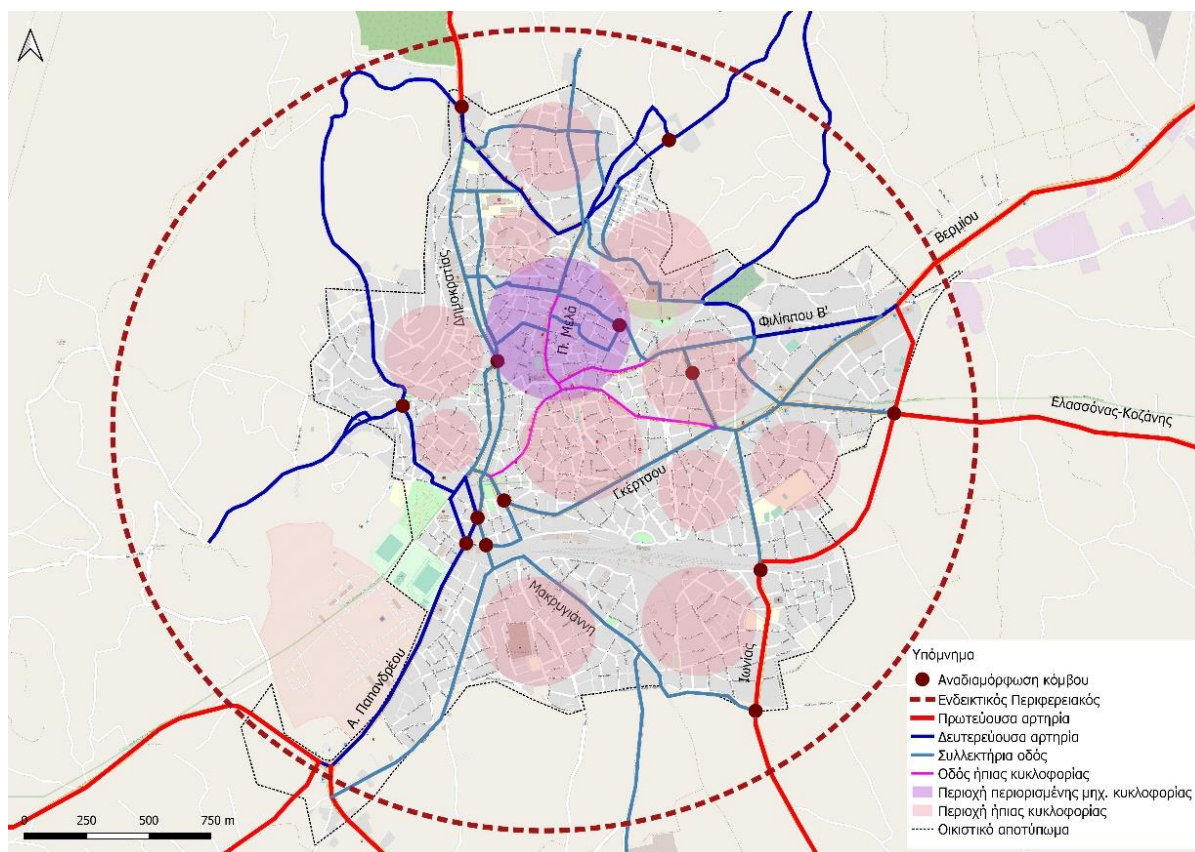 Βερμίου
Δημοκρατίας
Π. Μελά
Φιλίππου Β'
Ελασσόνας-Κοζάνης
Γκέρτσου
Μακρυγιάννη
Ιωνίας
Α. Παπανδρέου
Υπόμνημα
Αναδιαμόρφωση κόμβου
Ενδεικτικός Περιφερειακός
Πρωτεύουσα αρτηρία
Δευτερεύουσα αρτηρία
Συλλεκτήρια οδός
Οδός ήπιας κυκλοφορίας
Περιοχή περιορισμένης μηχ. κυκλοφορίας
Περιοχή ήπιας κυκλοφορίας
Οικιστικό αποτύπωμα
0 250 500 750 m